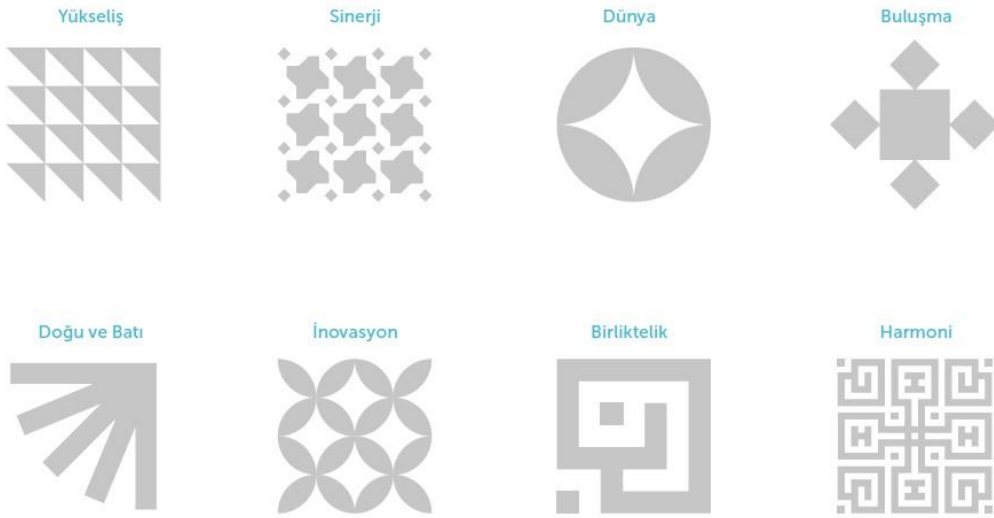 Yükseliş
Sinerji
Dünya
Buluşma
Doğu ve Batı
İnovasyon
Birliktelik
Harmoni